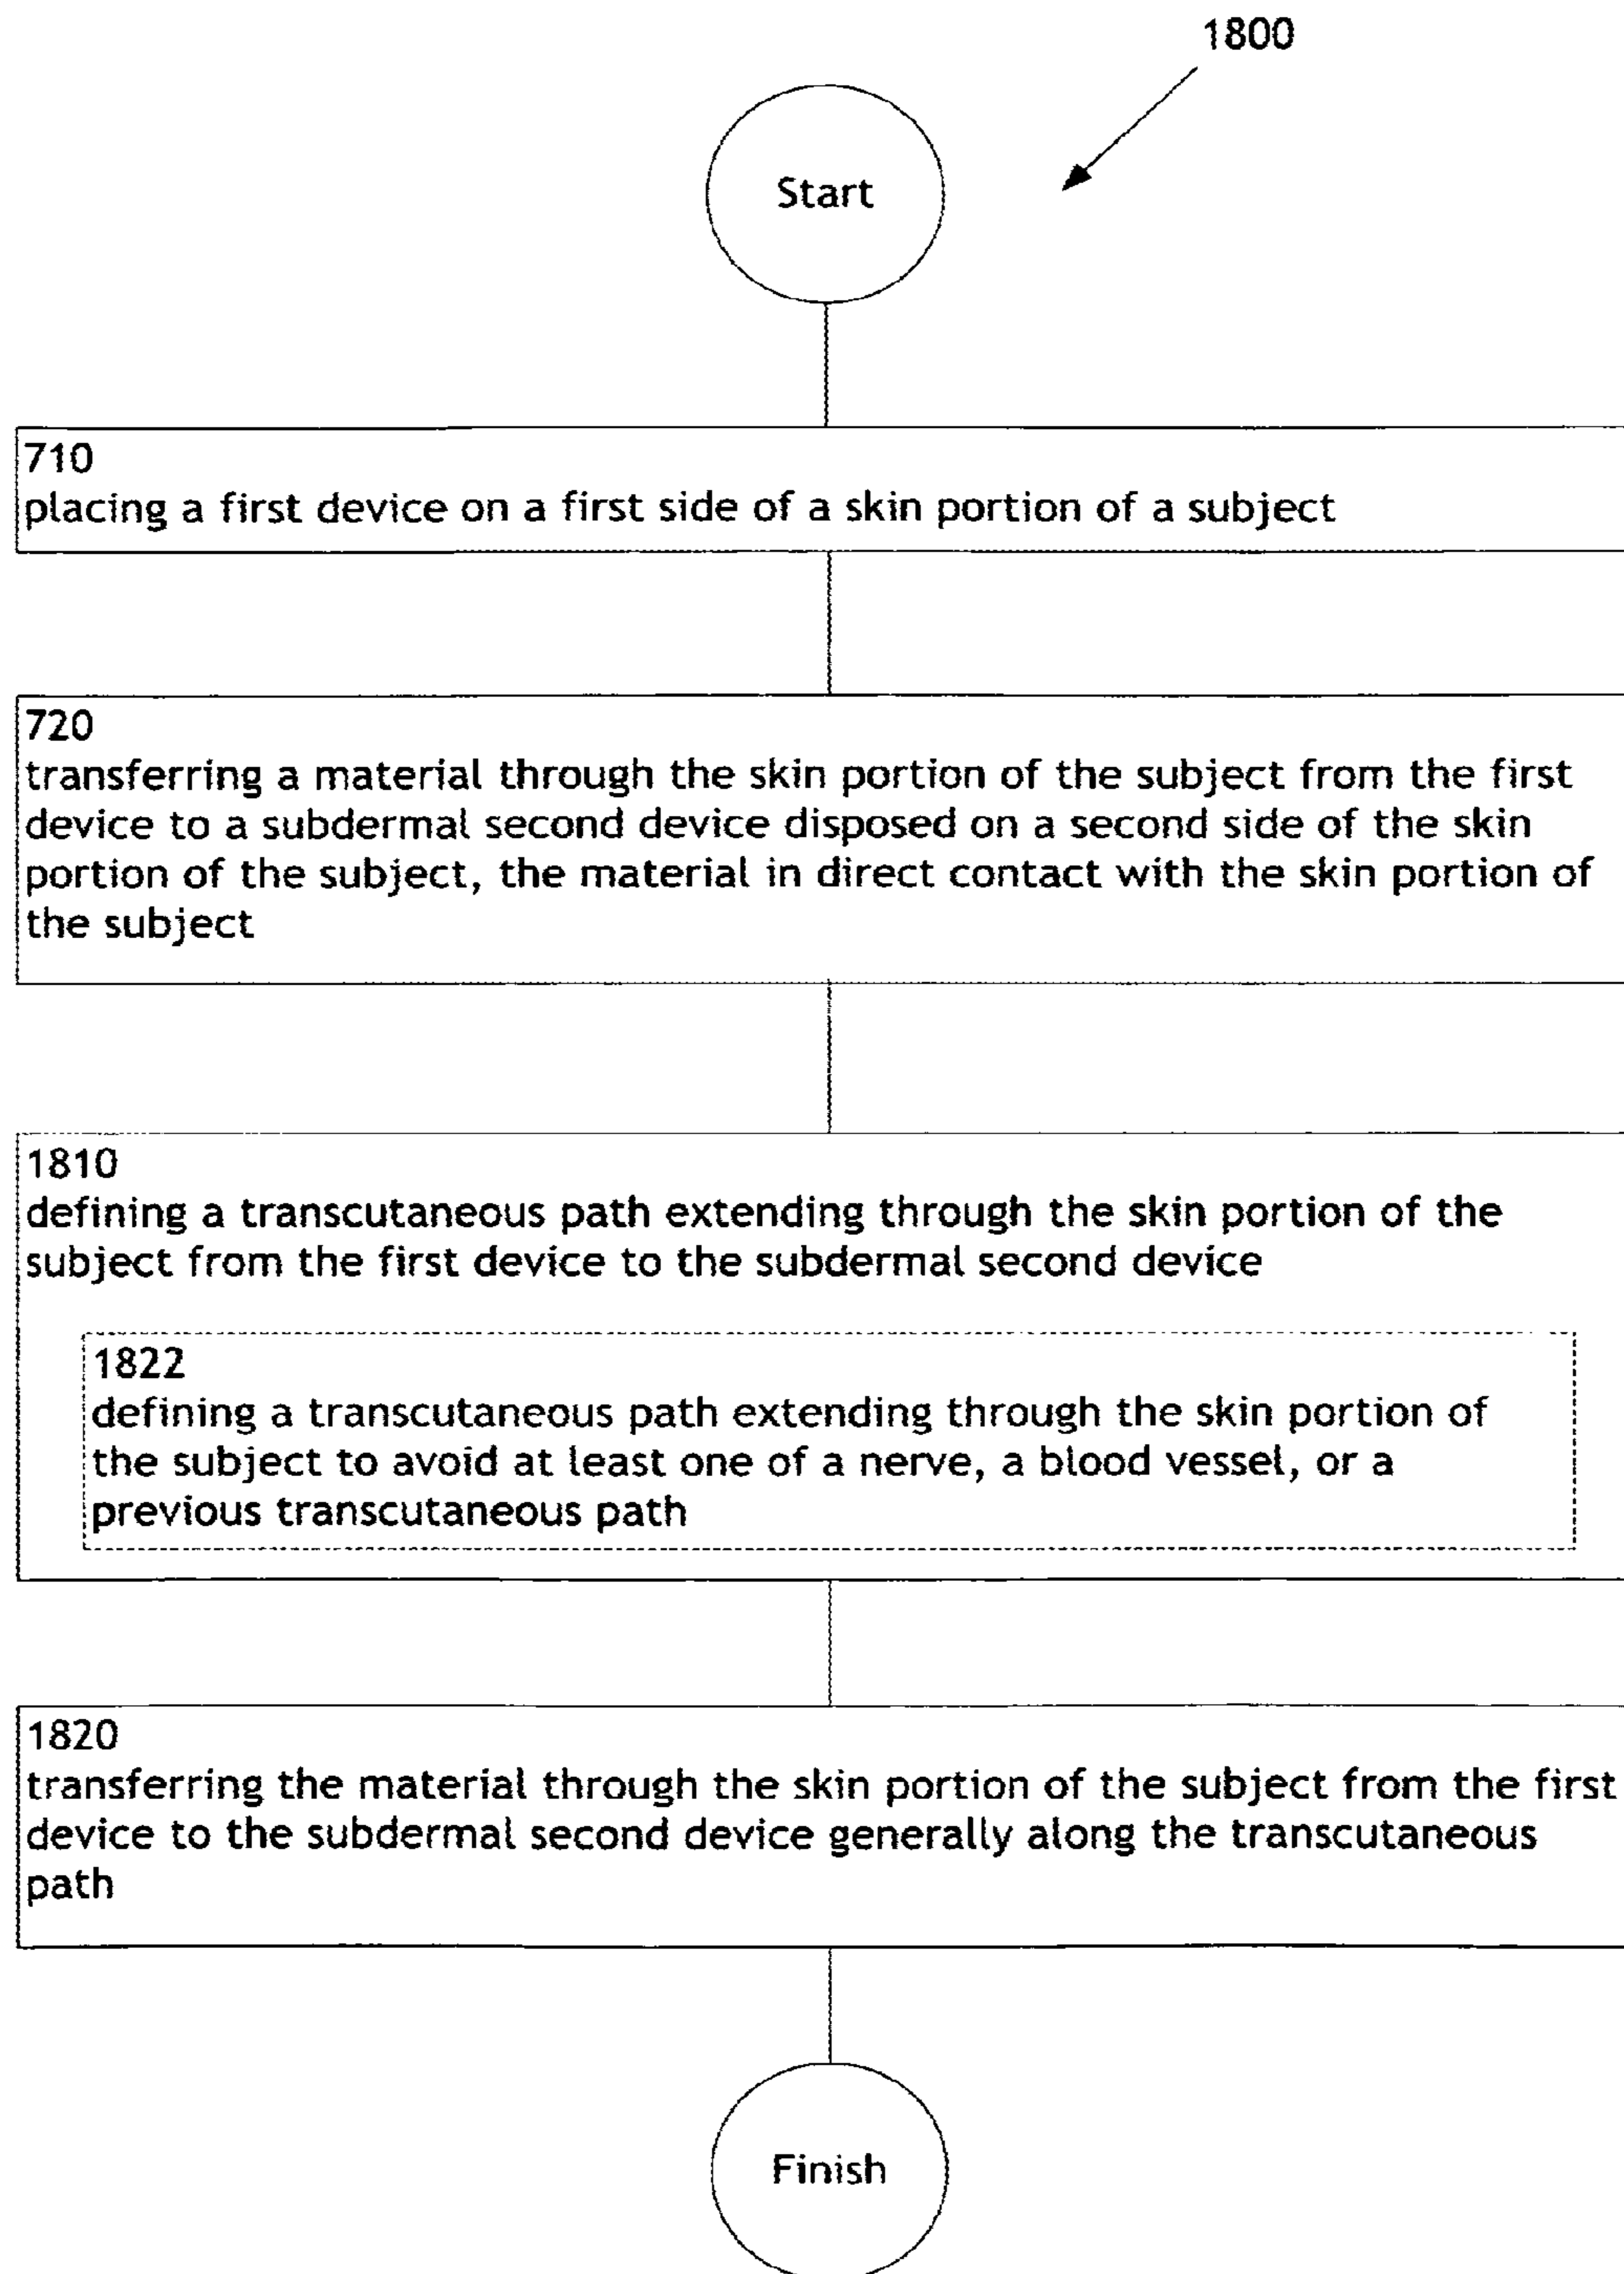 1800
Start
710
placing a first device on a first side of a skin portion of a subject
720
transferring a material through the skin portion of the subject from the first
device to a subdermal second device disposed on a second side of the skin
portion of the subject, the material in direct contact with the skin portion of
the subject
1810
defining a transcutaneous path extending through the skin portion of the
subject from the first device to the subdermal second device
1822
defining a transcutaneous path extending through the skin portion of
the subject to avoid at least one of a nerve, a blood vessel, or a
previous transcutaneous path
1820
transferring the material through the skin portion of the subject from the first
device to the subdermal second device generally along the transcutaneous
path
Finish